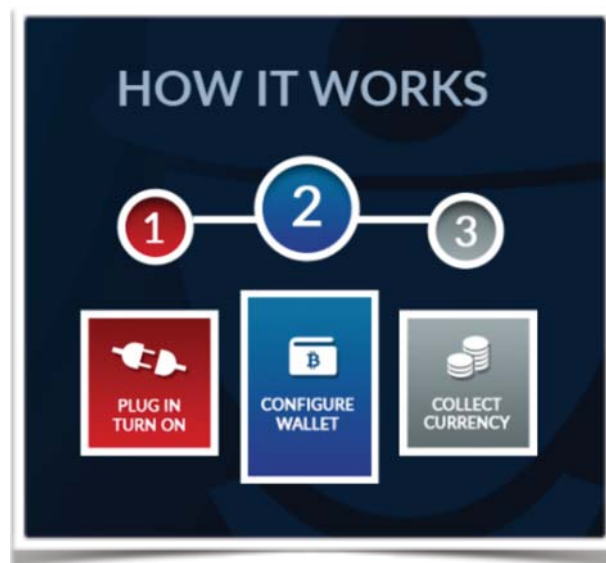 HOW IT WORKS
1
2
3
PLUG IN
TURN ON
₿
CONFIGURE
WALLET
COLLECT
CURRENCY